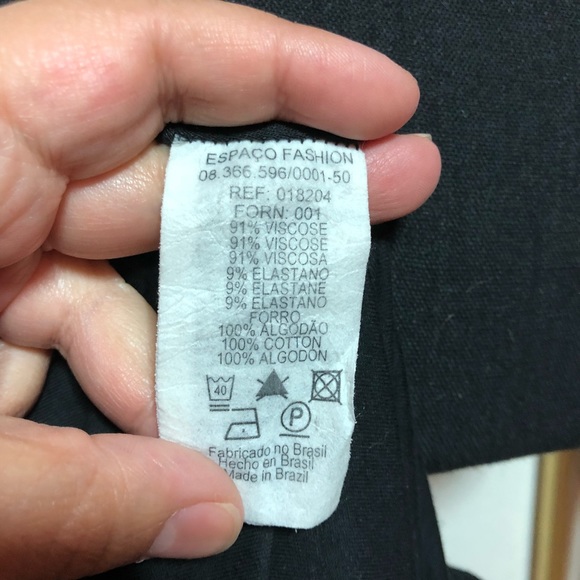 ESPAÇO FASHION
08.366.596/0001-50
REF: 018204
FORN: 001
91% VISCOSE
91% VISCOSE
91% VISCOSA
9% ELASTANO
9% ELASTANE
9% ELASTANO
FORRO
100% ALGODÃO
100% COTTON
100% ALGODON
40
P
Fabricado no Brasil
Hecho en Brasil
Made in Brazil